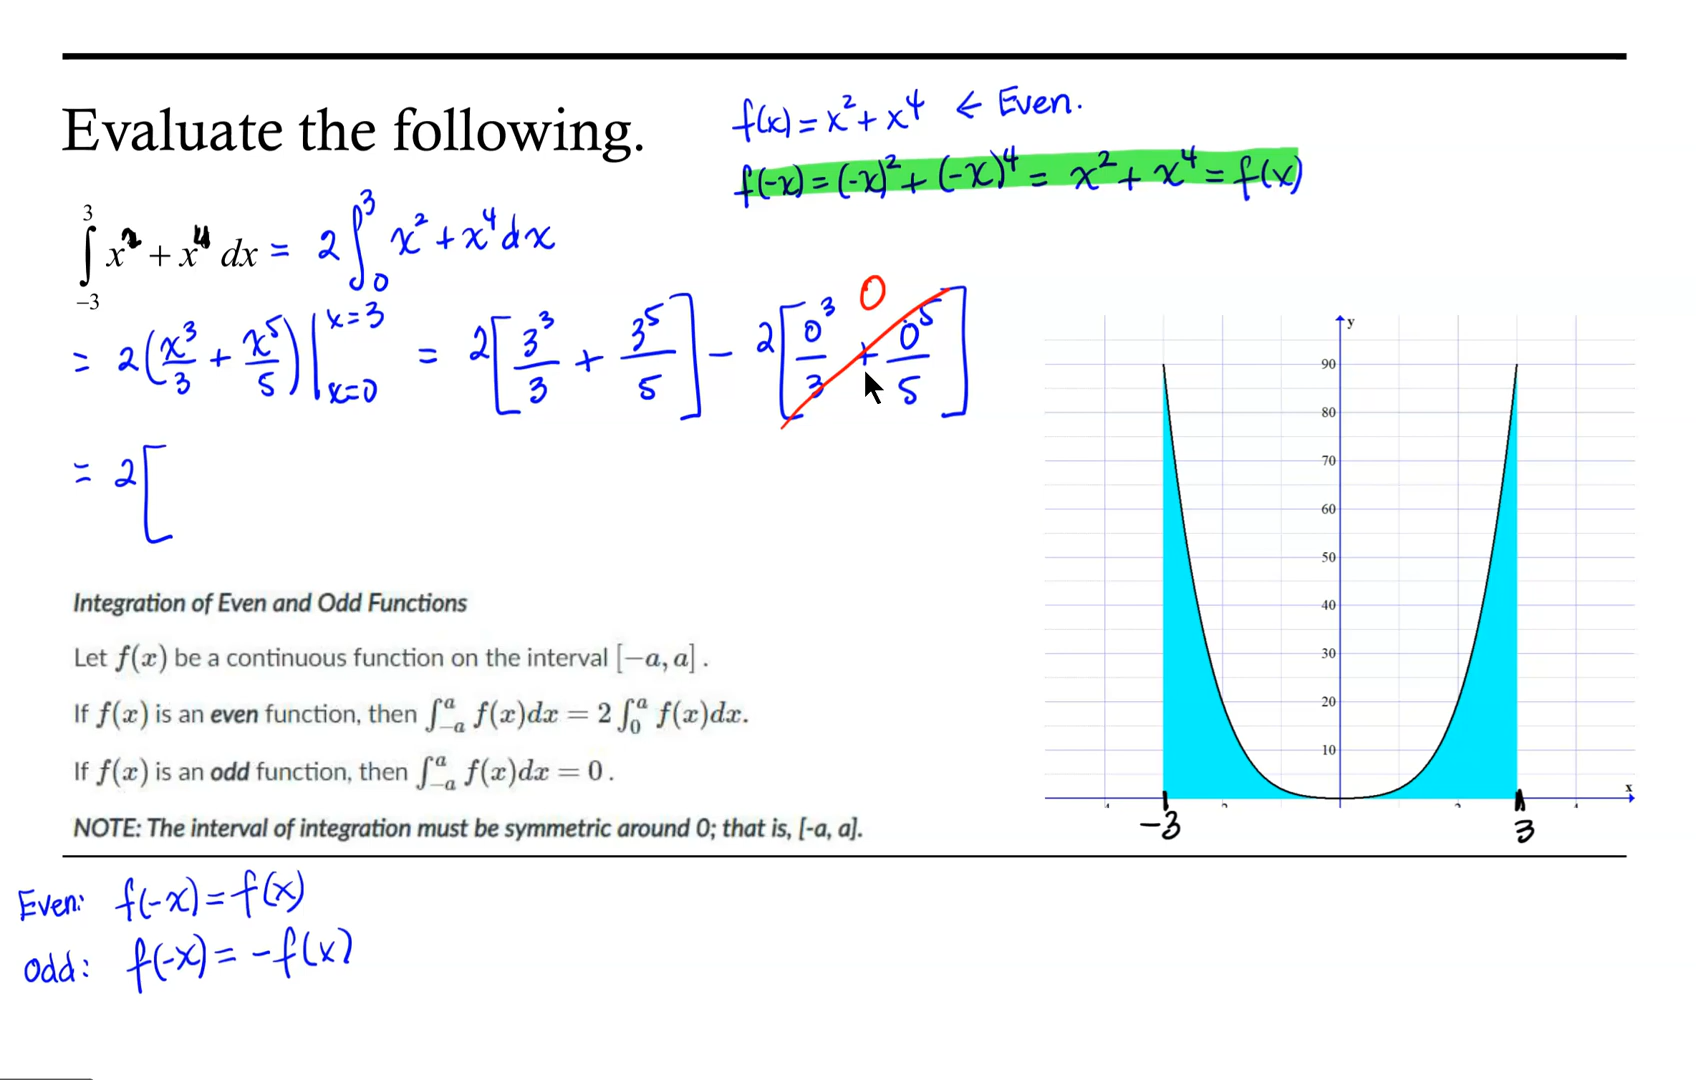 f(x) = x² + x⁴ ← Even.
Evaluate the following.
f(-x) = (-x)² + (-x)⁴ = x² + x⁴ = f(x)
∫₋₃³ x² + x⁴ dx = 2 ∫₀³ x² + x⁴ dx
= 2(x³/3 + x⁵/5)|ₓ₌₀ˣ⁼³ = 2[3³/3 + 3⁵/5] - 2[0³/3 + 0⁵/5] 0
= 2[
Integration of Even and Odd Functions
Let f(x) be a continuous function on the interval [−a, a] .
If f(x) is an even function, then ∫₋ₐᵃ f(x)dx = 2 ∫₀ᵃ f(x)dx.
If f(x) is an odd function, then ∫₋ₐᵃ f(x)dx = 0 .
NOTE: The interval of integration must be symmetric around 0; that is, [-a, a].
y
90
80
70
60
50
40
30
20
10
x
-3 3
Even: f(-x) = f(x)
Odd: f(-x) = -f(x)